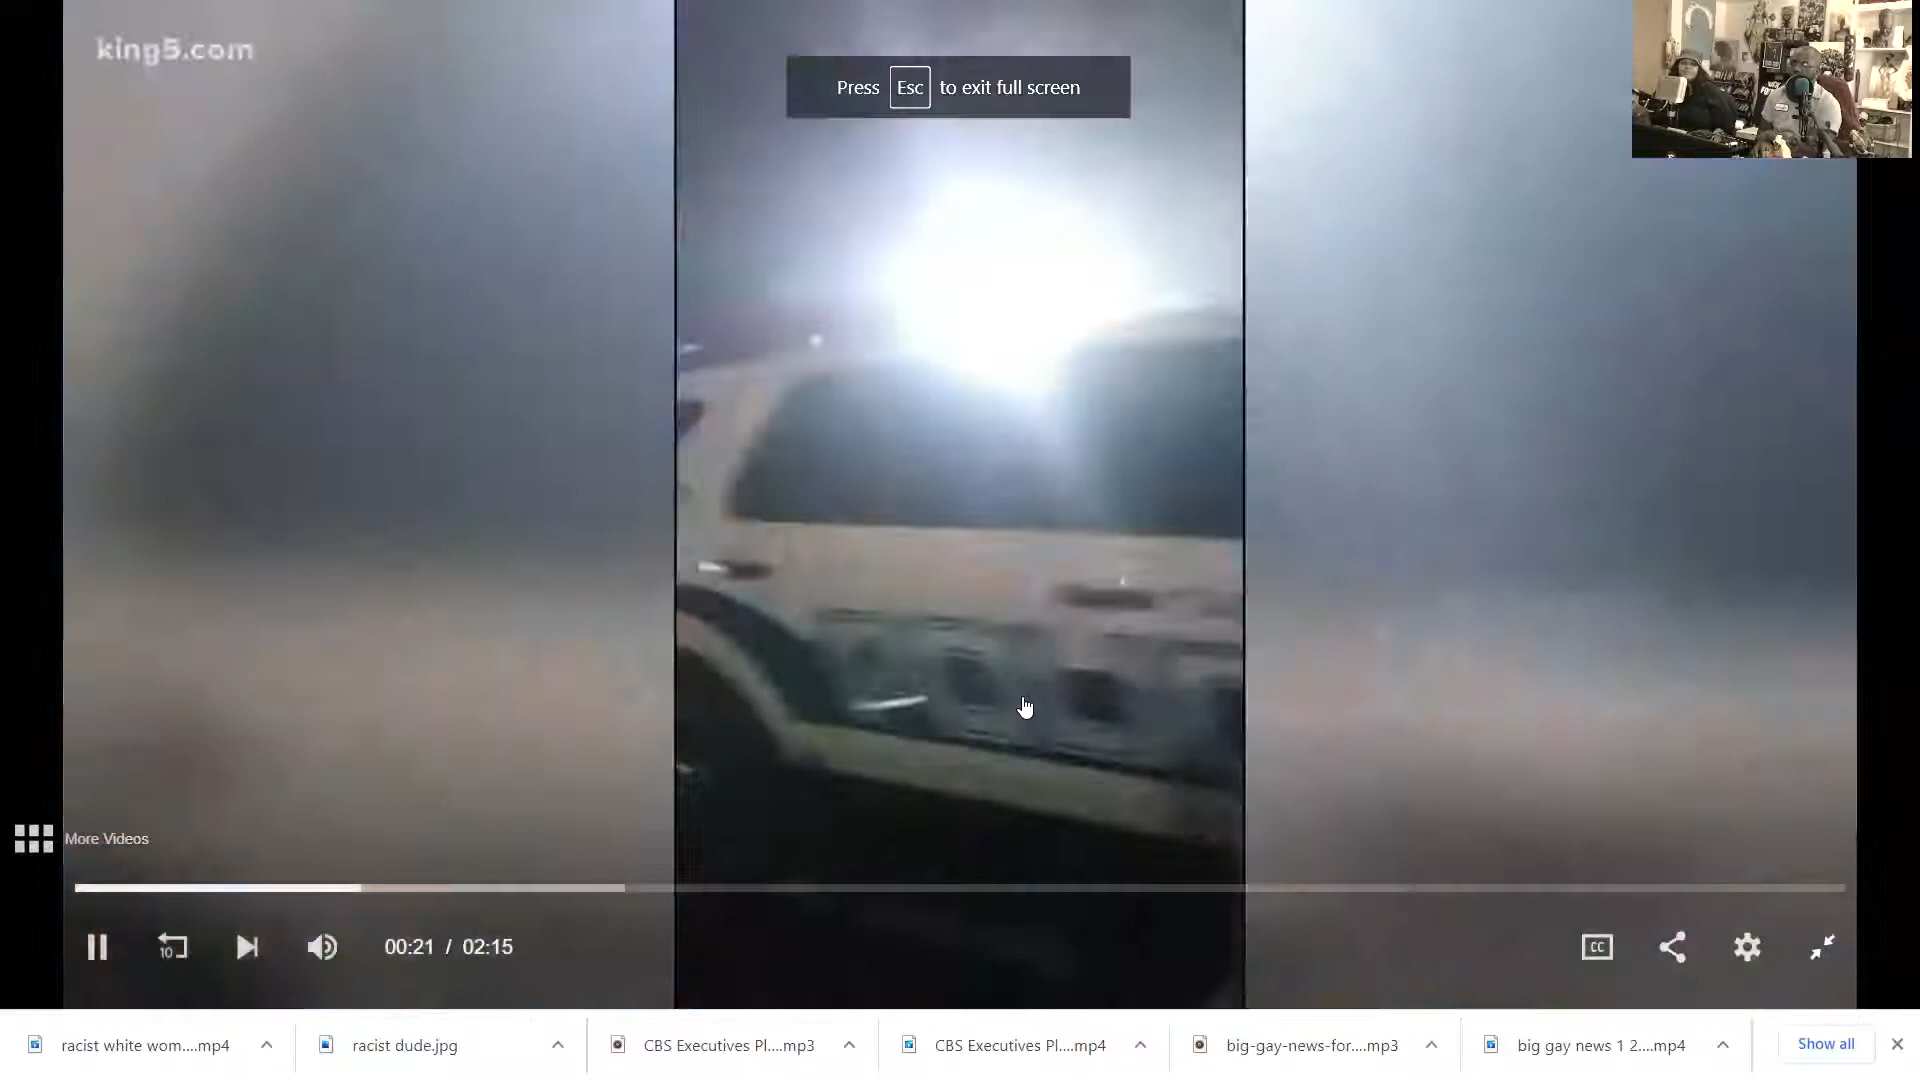 king5.com
Press Esc to exit full screen
More Videos
10
00:21 / 02:15
CC
racist white wom....mp4
racist dude.jpg
CBS Executives Pl....mp3
CBS Executives Pl....mp4
big-gay-news-for....mp3
big gay news 1 2....mp4
Show all